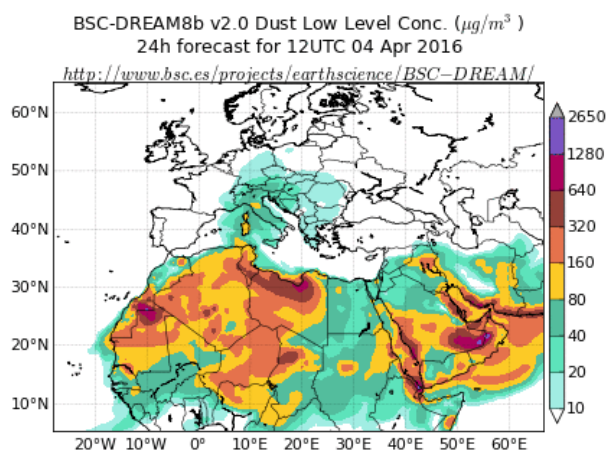 BSC-DREAM8b v2.0 Dust Low Level Conc. (μg/m³ )
24h forecast for 12UTC 04 Apr 2016
http://www.bsc.es/projects/earthscience/BSC−DREAM/
60°N
50°N
40°N
30°N
20°N
10°N
20°W 10°W 0° 10°E 20°E 30°E 40°E 50°E 60°E
2650
1280
640
320
160
80
40
20
10